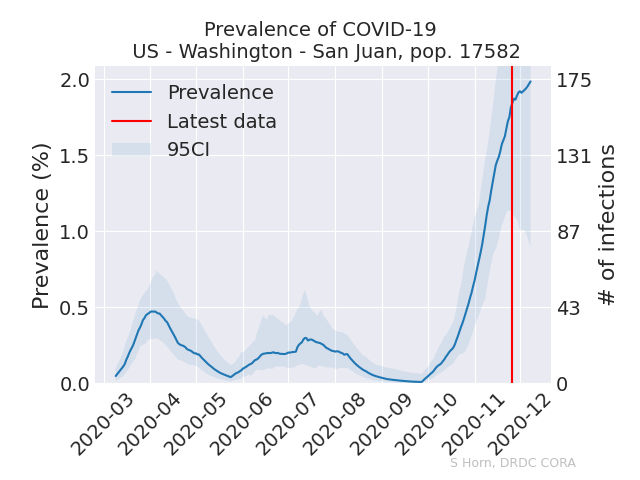 Prevalence of COVID-19
US - Washington - San Juan, pop. 17582
Prevalence (%)
2.0
1.5
1.0
0.5
0.0
Prevalence
Latest data
95CI
175
131
87
43
0
# of infections
2020-03
2020-04
2020-05
2020-06
2020-07
2020-08
2020-09
2020-10
2020-11
2020-12
S Horn, DRDC CORA